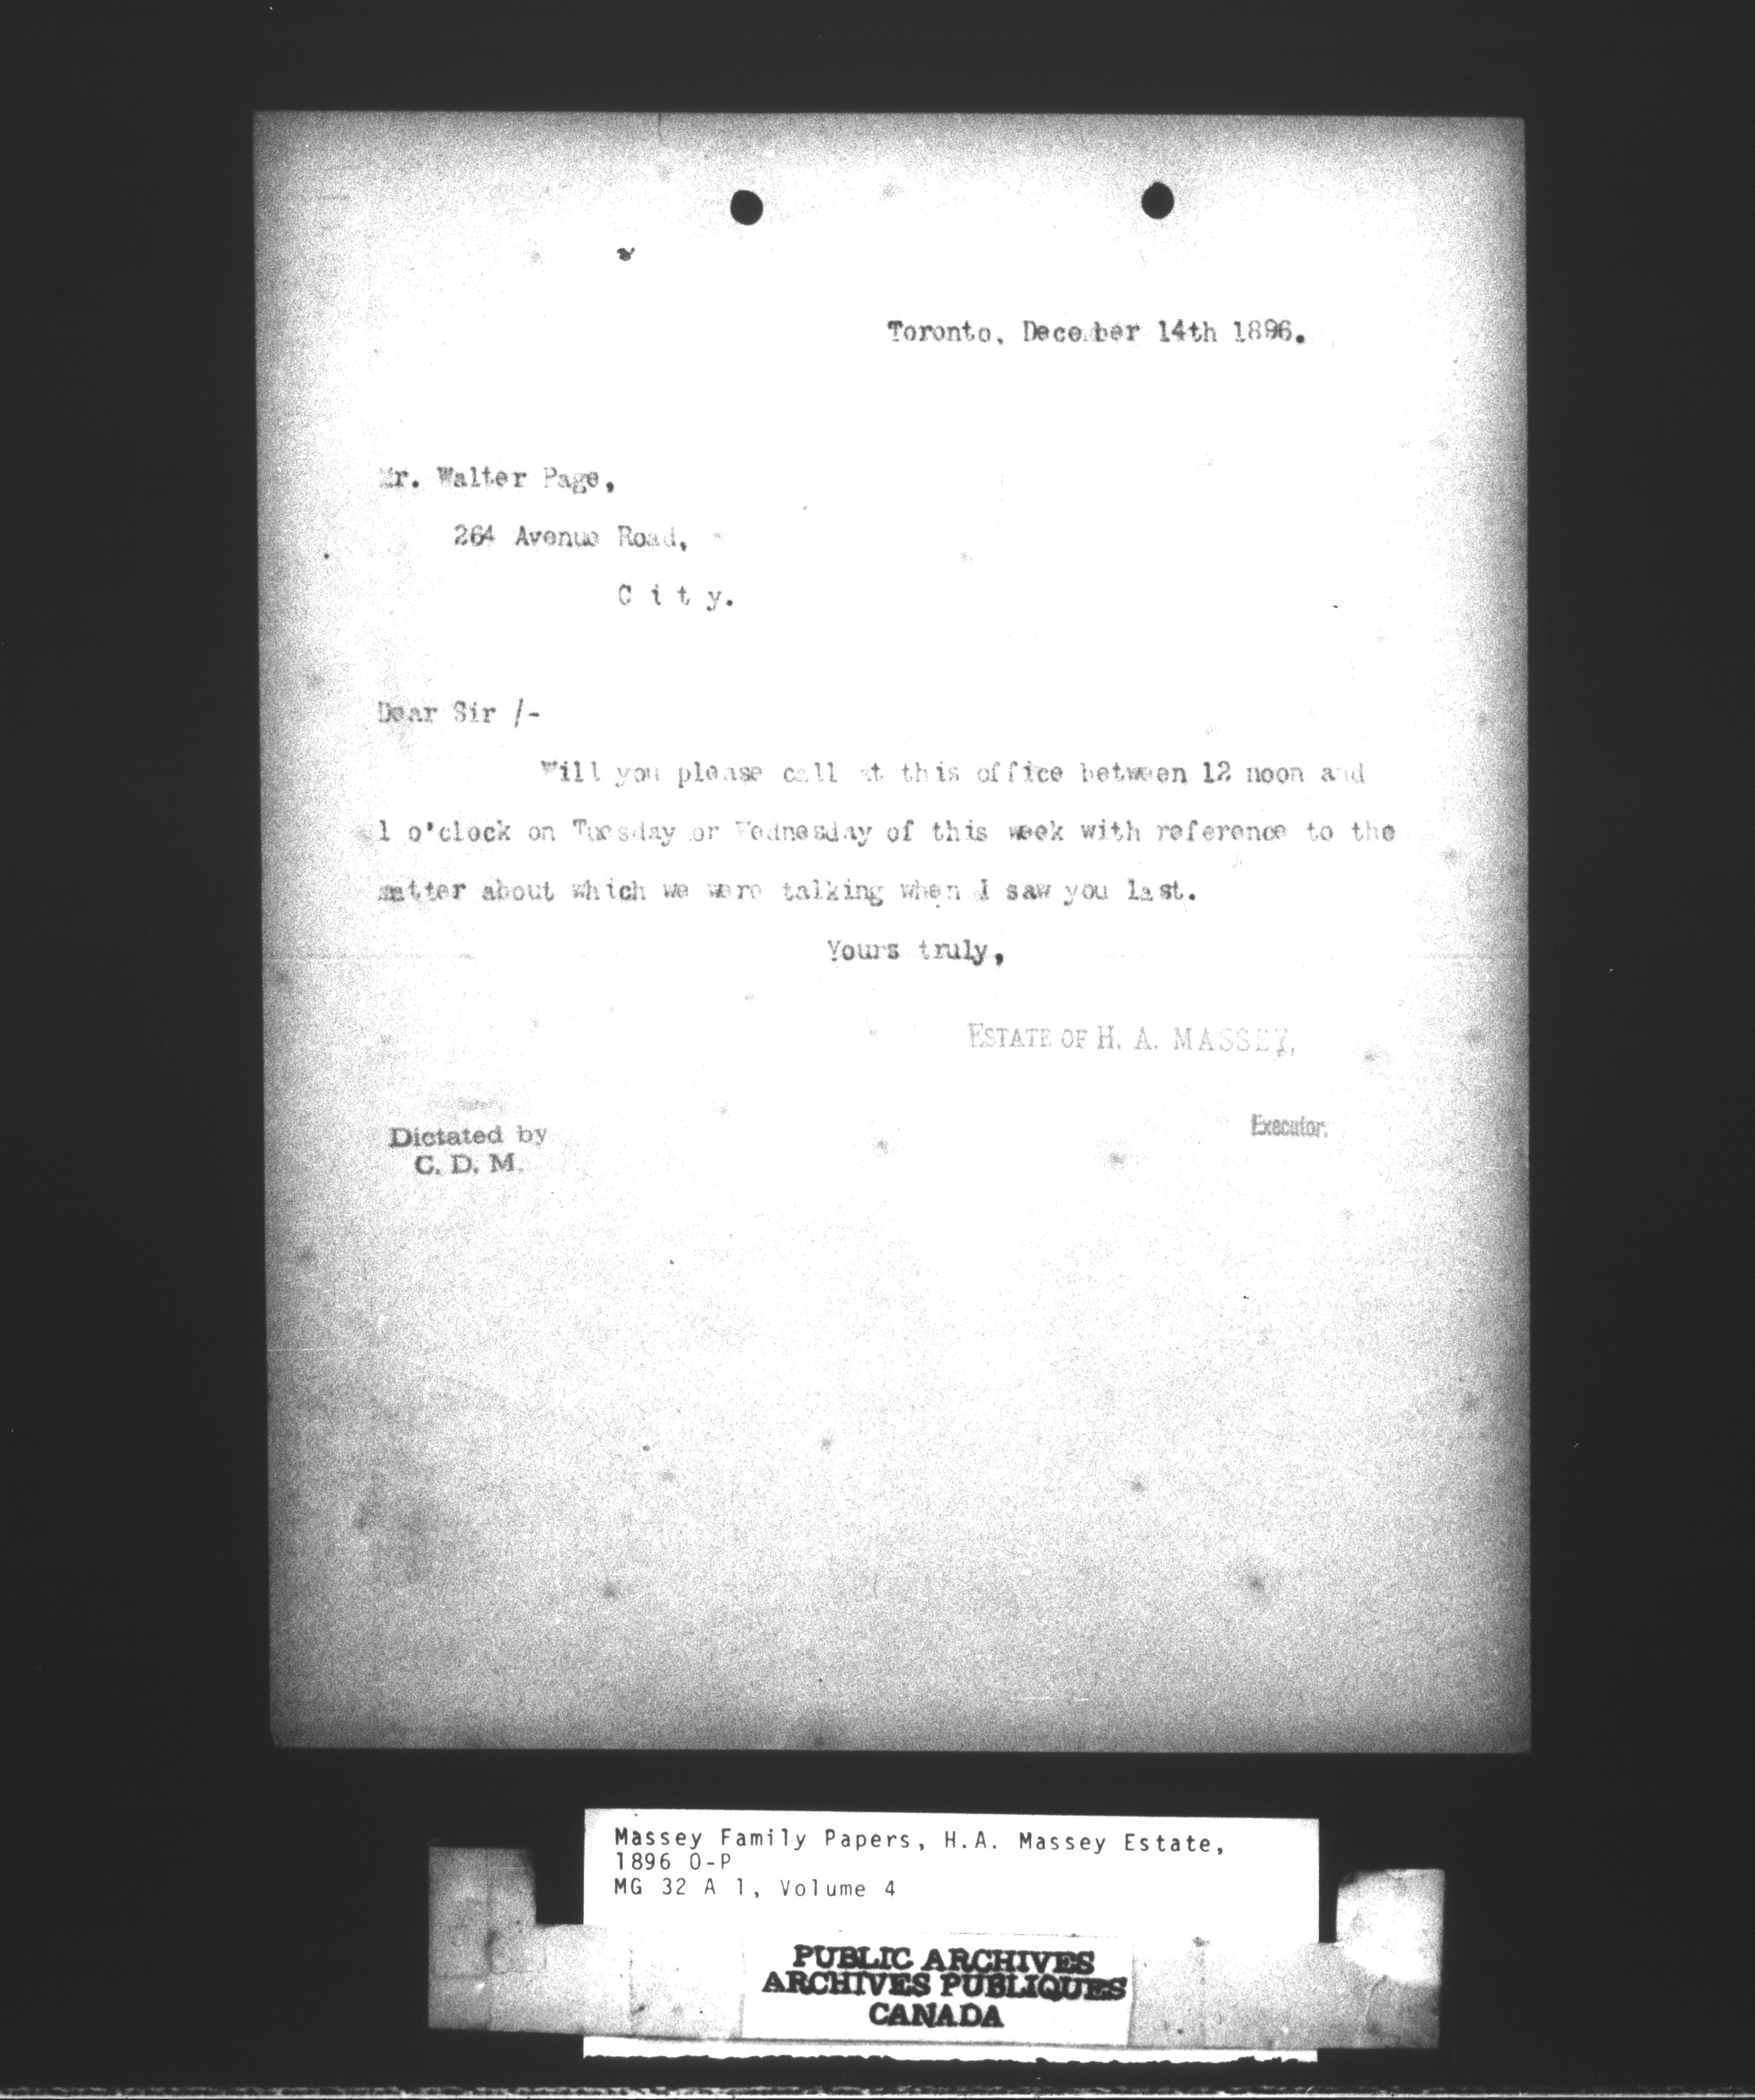 Toronto, December 14th 1896.
Mr. Walter Page,
264 Avenue Road,
C i t y.
Dear Sir /-
Will you please call at this office between 12 noon and
1 o'clock on Tuesday or Wednesday of this week with reference to the
matter about which we were talking when I saw you last.
Yours truly,
ESTATE OF H. A. MASSEY,
Executor.
Dictated by
C. D. M.
Massey Family Papers, H.A. Massey Estate,
1896 O-P
MG 32 A 1, Volume 4
PUBLIC ARCHIVES
ARCHIVES PUBLIQUES
CANADA